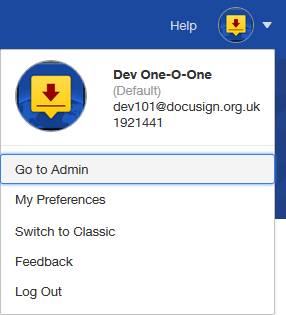 Help
Dev One-O-One
(Default)
dev101@docusign.org.uk
1921441
Go to Admin
My Preferences
Switch to Classic
Feedback
Log Out